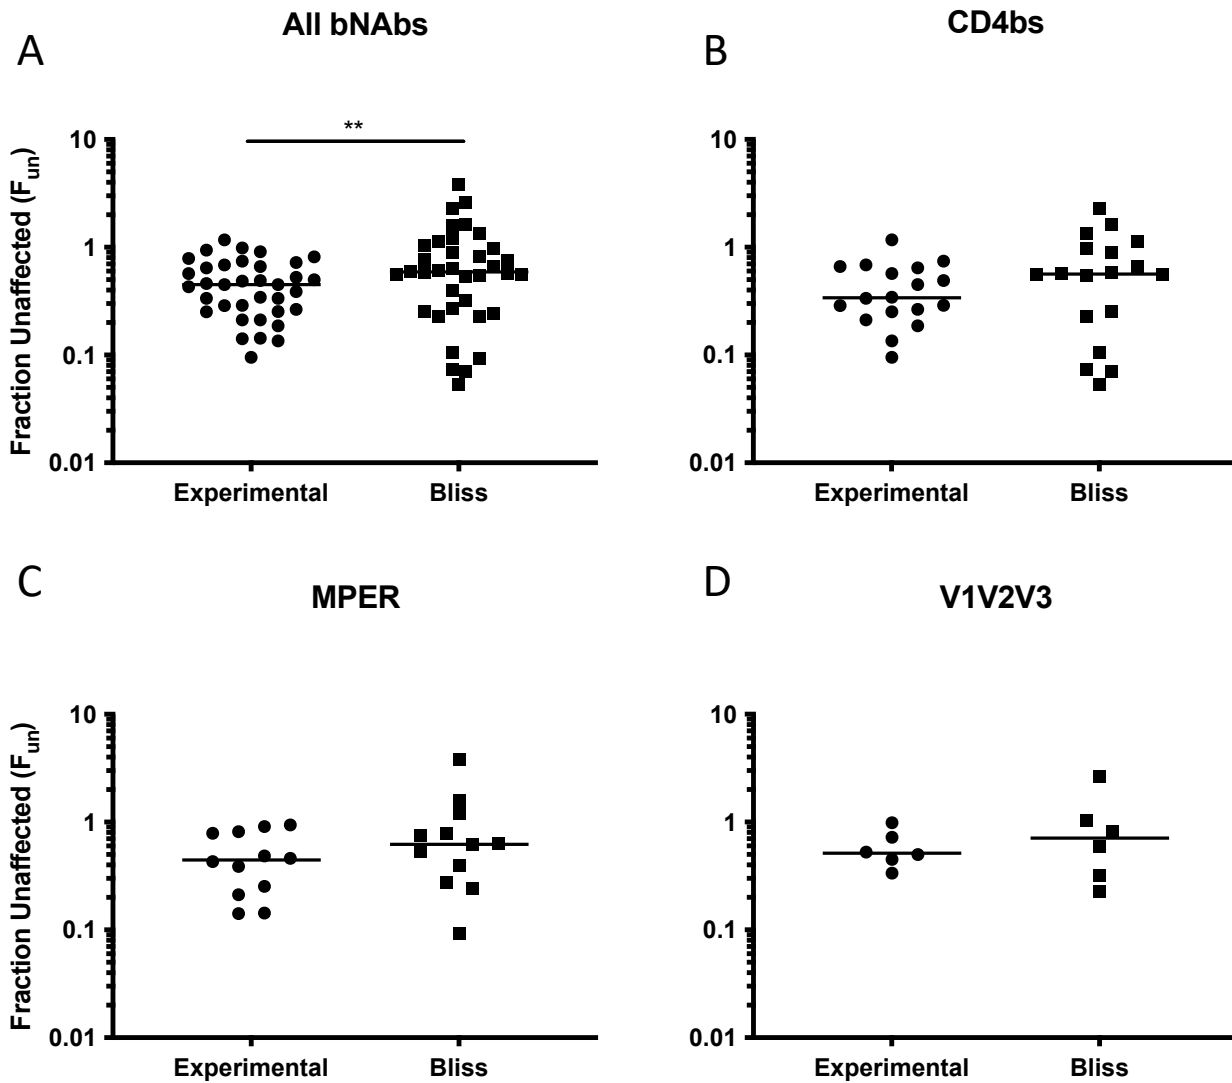 A
All bNAbs
**
Fraction Unaffected (Fun)
10
1
0.1
0.01
Experimental
Bliss
B
CD4bs
10
1
0.1
0.01
Experimental
Bliss
C
MPER
Fraction Unaffected (Fun)
10
1
0.1
0.01
Experimental
Bliss
D
V1V2V3
10
1
0.1
0.01
Experimental
Bliss